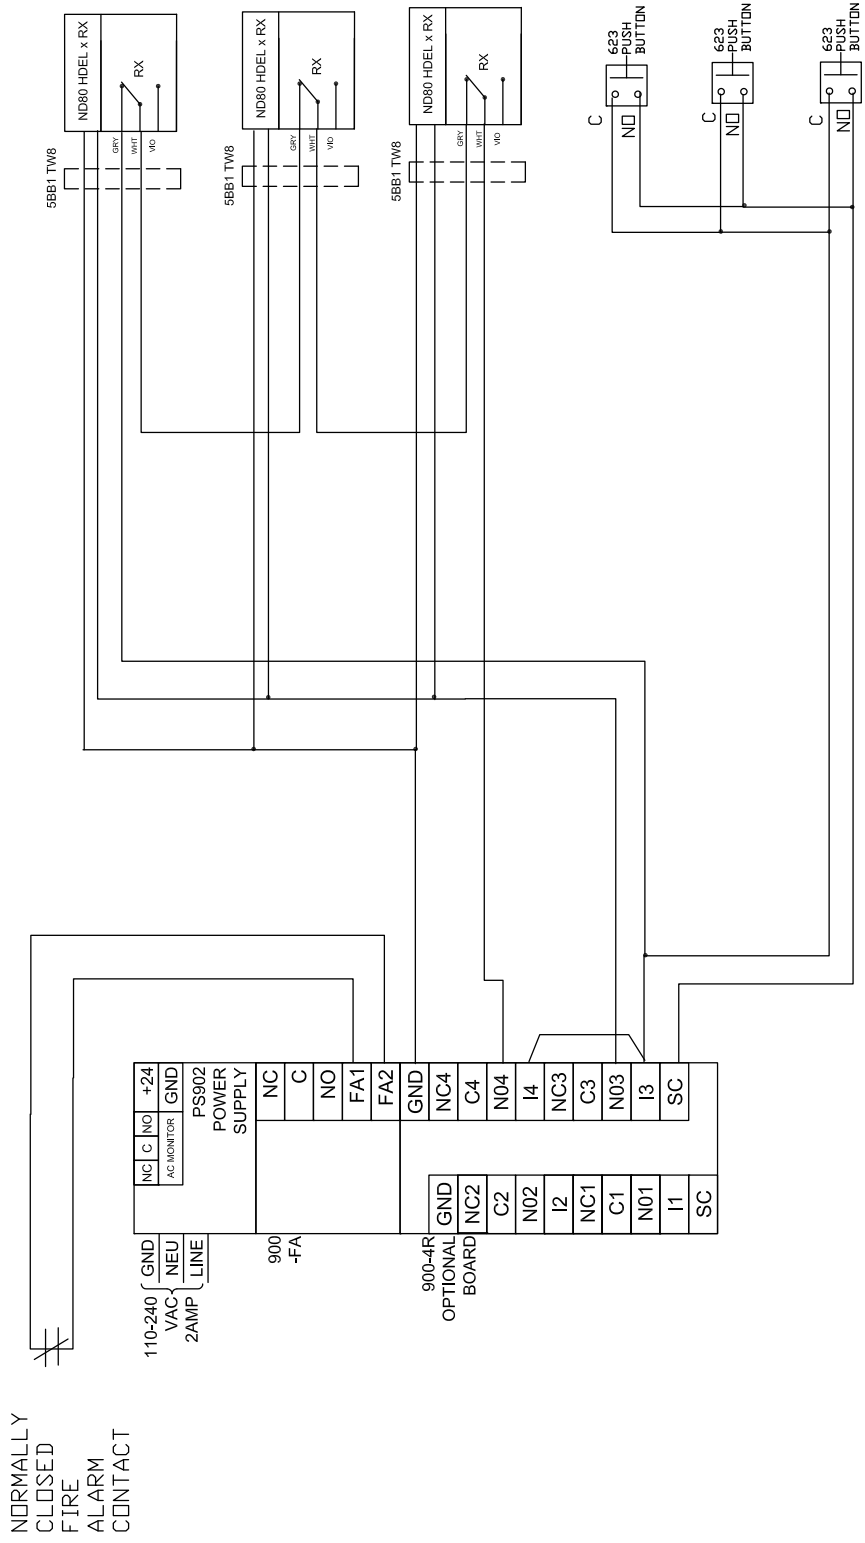 ND80 HDEL x RX
RX
GRY
WHT
VIO
5BB1 TW8
ND80 HDEL x RX
RX
GRY
WHT
VIO
5BB1 TW8
ND80 HDEL x RX
RX
GRY
WHT
VIO
5BB1 TW8
623
PUSH
BUTTON
C
NO
623
PUSH
BUTTON
C
NO
623
PUSH
BUTTON
C
NO
NC
C
NO
+24
AC MONITOR
GND
PS902
POWER
SUPPLY
NC
C
NO
FA1
FA2
GND
NC4
C4
N04
I4
NC3
C3
N03
I3
SC
GND
NC2
C2
N02
I2
NC1
C1
N01
I1
SC
GND
NEU
LINE
110-240
VAC
2AMP
900
-FA
900-4R
OPTIONAL
BOARD
NORMALLY
CLOSED
FIRE
ALARM
CONTACT